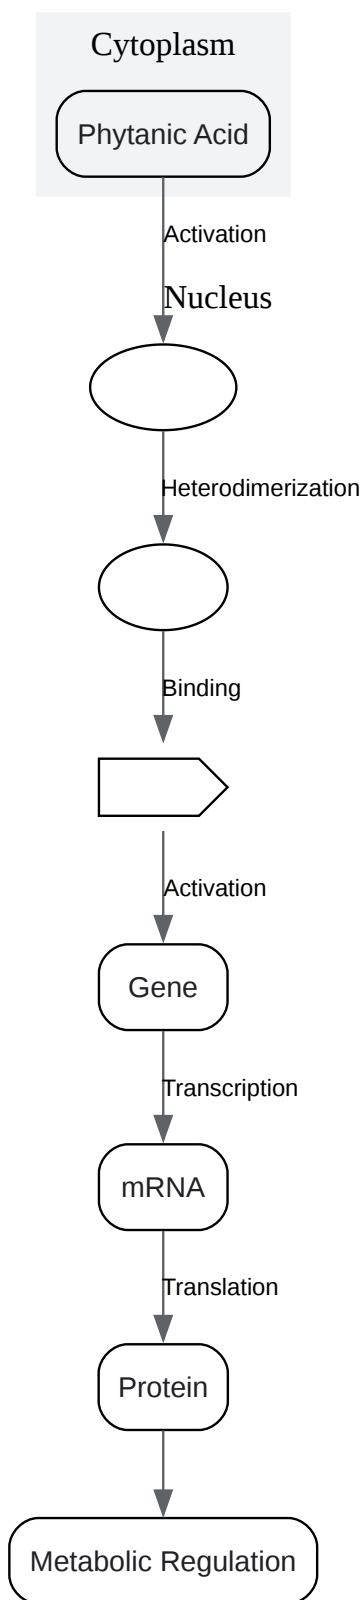 Cytoplasm
Phytanic Acid
Activation
Nucleus
Heterodimerization
Binding
Activation
Gene
Transcription
mRNA
Translation
Protein
Metabolic Regulation